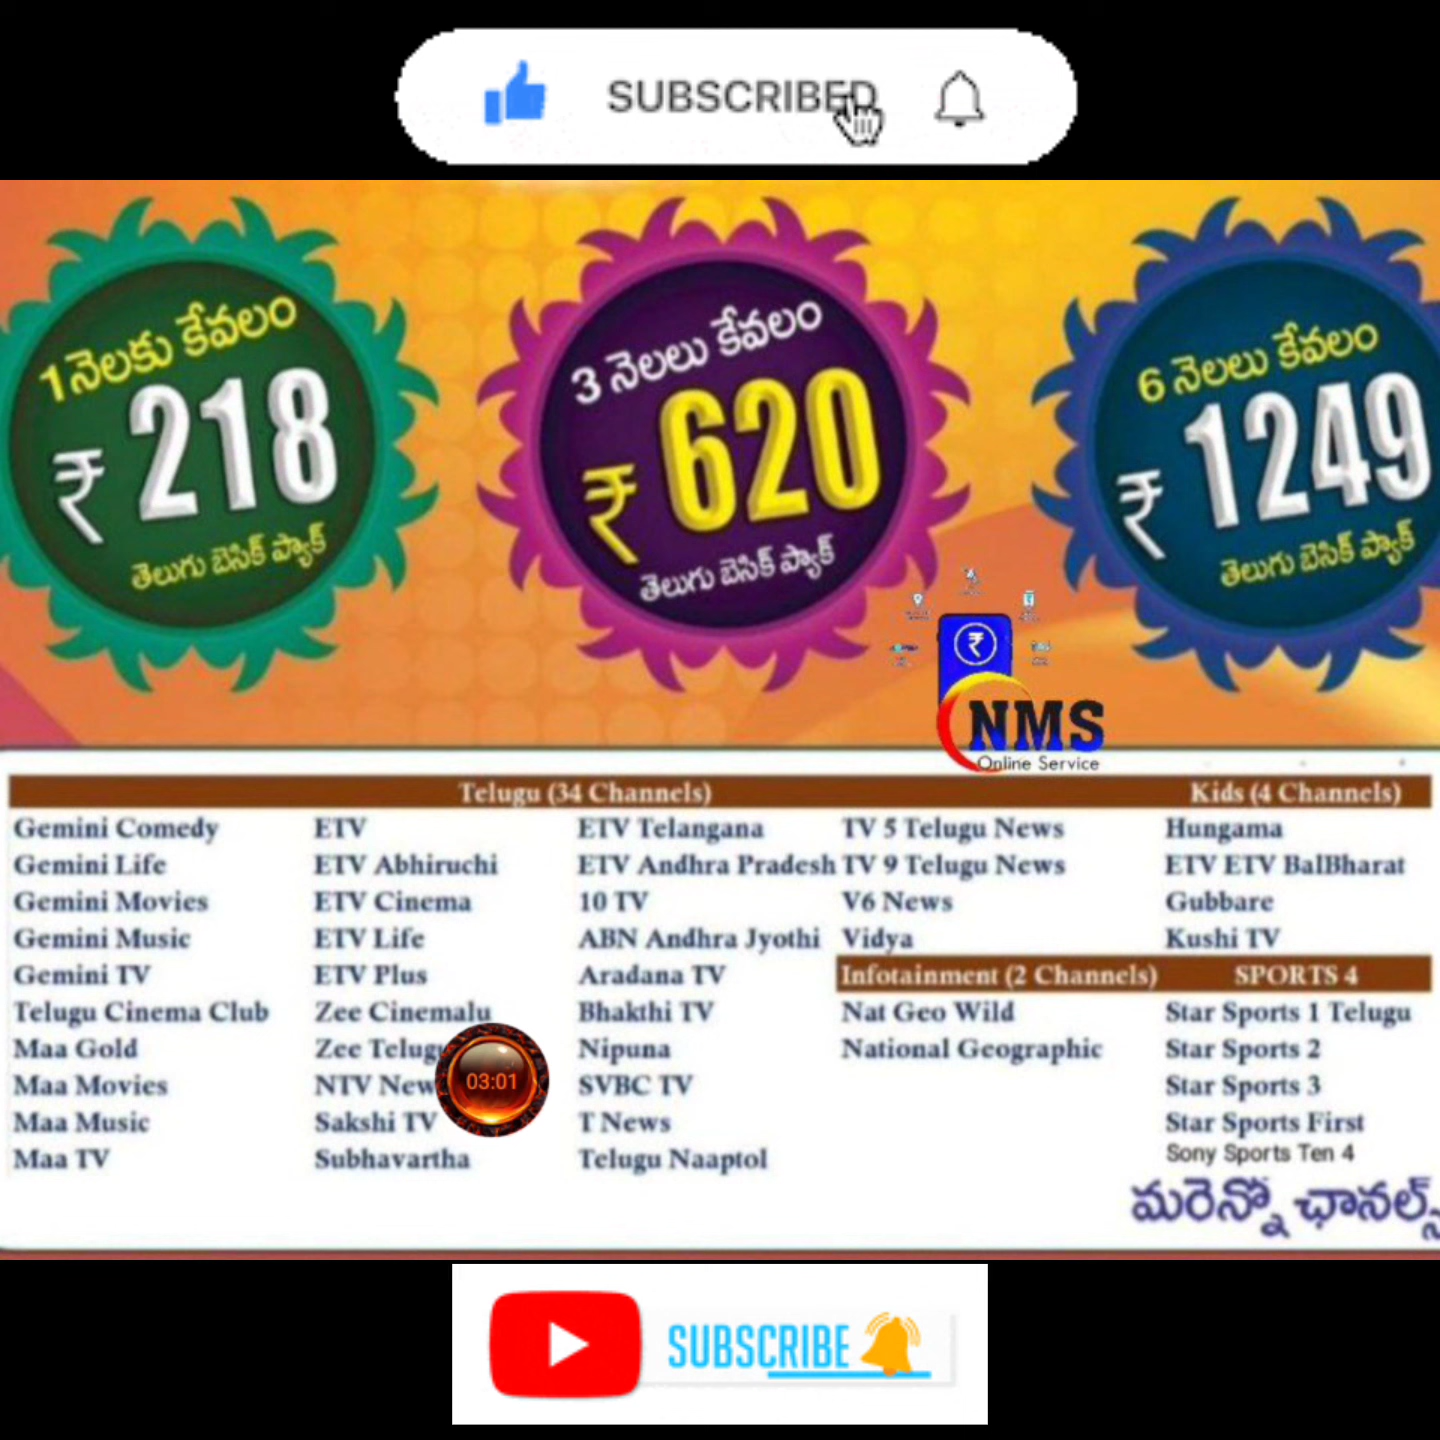 SUBSCRIBED
1 నెలకు కేవలం
₹ 218
తెలుగు బెసిక్ ప్యాక్
3 నెలలు కేవలం
₹ 620
తెలుగు బెసిక్ ప్యాక్
6 నెలలు కేవలం
₹ 1249
తెలుగు బెసిక్ ప్యాక్
₹
NMS
Online Service
Telugu (34 Channels)
Gemini Comedy
Gemini Life
Gemini Movies
Gemini Music
Gemini TV
Telugu Cinema Club
Maa Gold
Maa Movies
Maa Music
Maa TV
ETV
ETV Abhiruchi
ETV Cinema
ETV Life
ETV Plus
Zee Cinemalu
Zee Telugu
NTV New
Sakshi TV
Subhavartha
03:01
ETV Telangana
ETV Andhra Pradesh
10 TV
ABN Andhra Jyothi
Aradana TV
Bhakthi TV
Nipuna
SVBC TV
T News
Telugu Naaptol
TV 5 Telugu News
TV 9 Telugu News
V6 News
Vidya
Infotainment (2 Channels)
Nat Geo Wild
National Geographic
Kids (4 Channels)
Hungama
ETV ETV BalBharat
Gubbare
Kushi TV
SPORTS 4
Star Sports 1 Telugu
Star Sports 2
Star Sports 3
Star Sports First
Sony Sports Ten 4
మరెన్నో ఛానల్స్
SUBSCRIBE